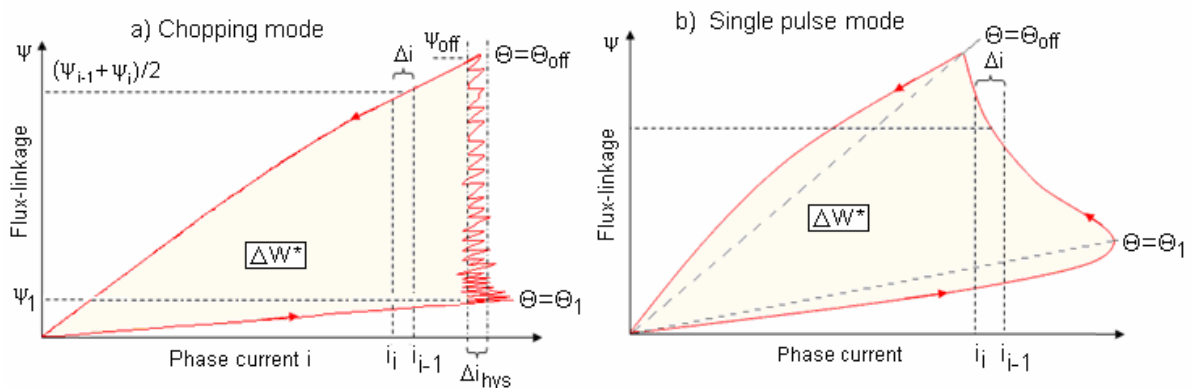 a) Chopping mode
Ψ
Ψoff
Θ=Θoff
Δi
(Ψi-1+Ψi)/2
Flux-linkage
ΔW*
Ψ1
Θ=Θ1
Phase current i
ii
ii-1
Δihys
b) Single pulse mode
Ψ
Θ=Θoff
Δi
Flux-linkage
ΔW*
Θ=Θ1
Phase current
ii
ii-1